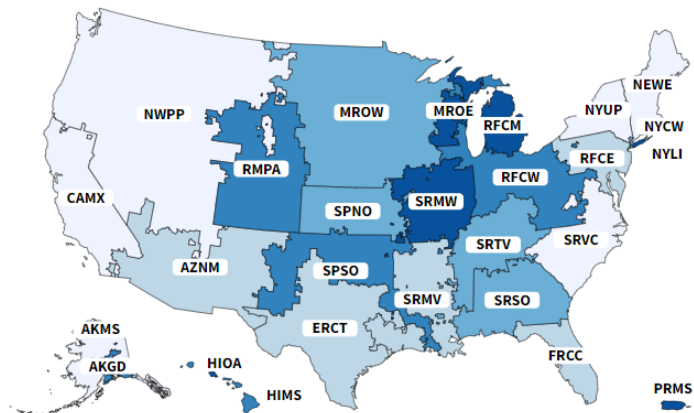 NEWE
NWPP
MROW
MROE
NYUP
RFCM
NYCW
NYLI
RFCE
RMPA
RFCW
CAMX
SPNO
SRMW
SRTV
SRVC
AZNM
SPSO
SRMV
SRSO
ERCT
AKMS
FRCC
HIOA
AKGD
HIMS
PRMS